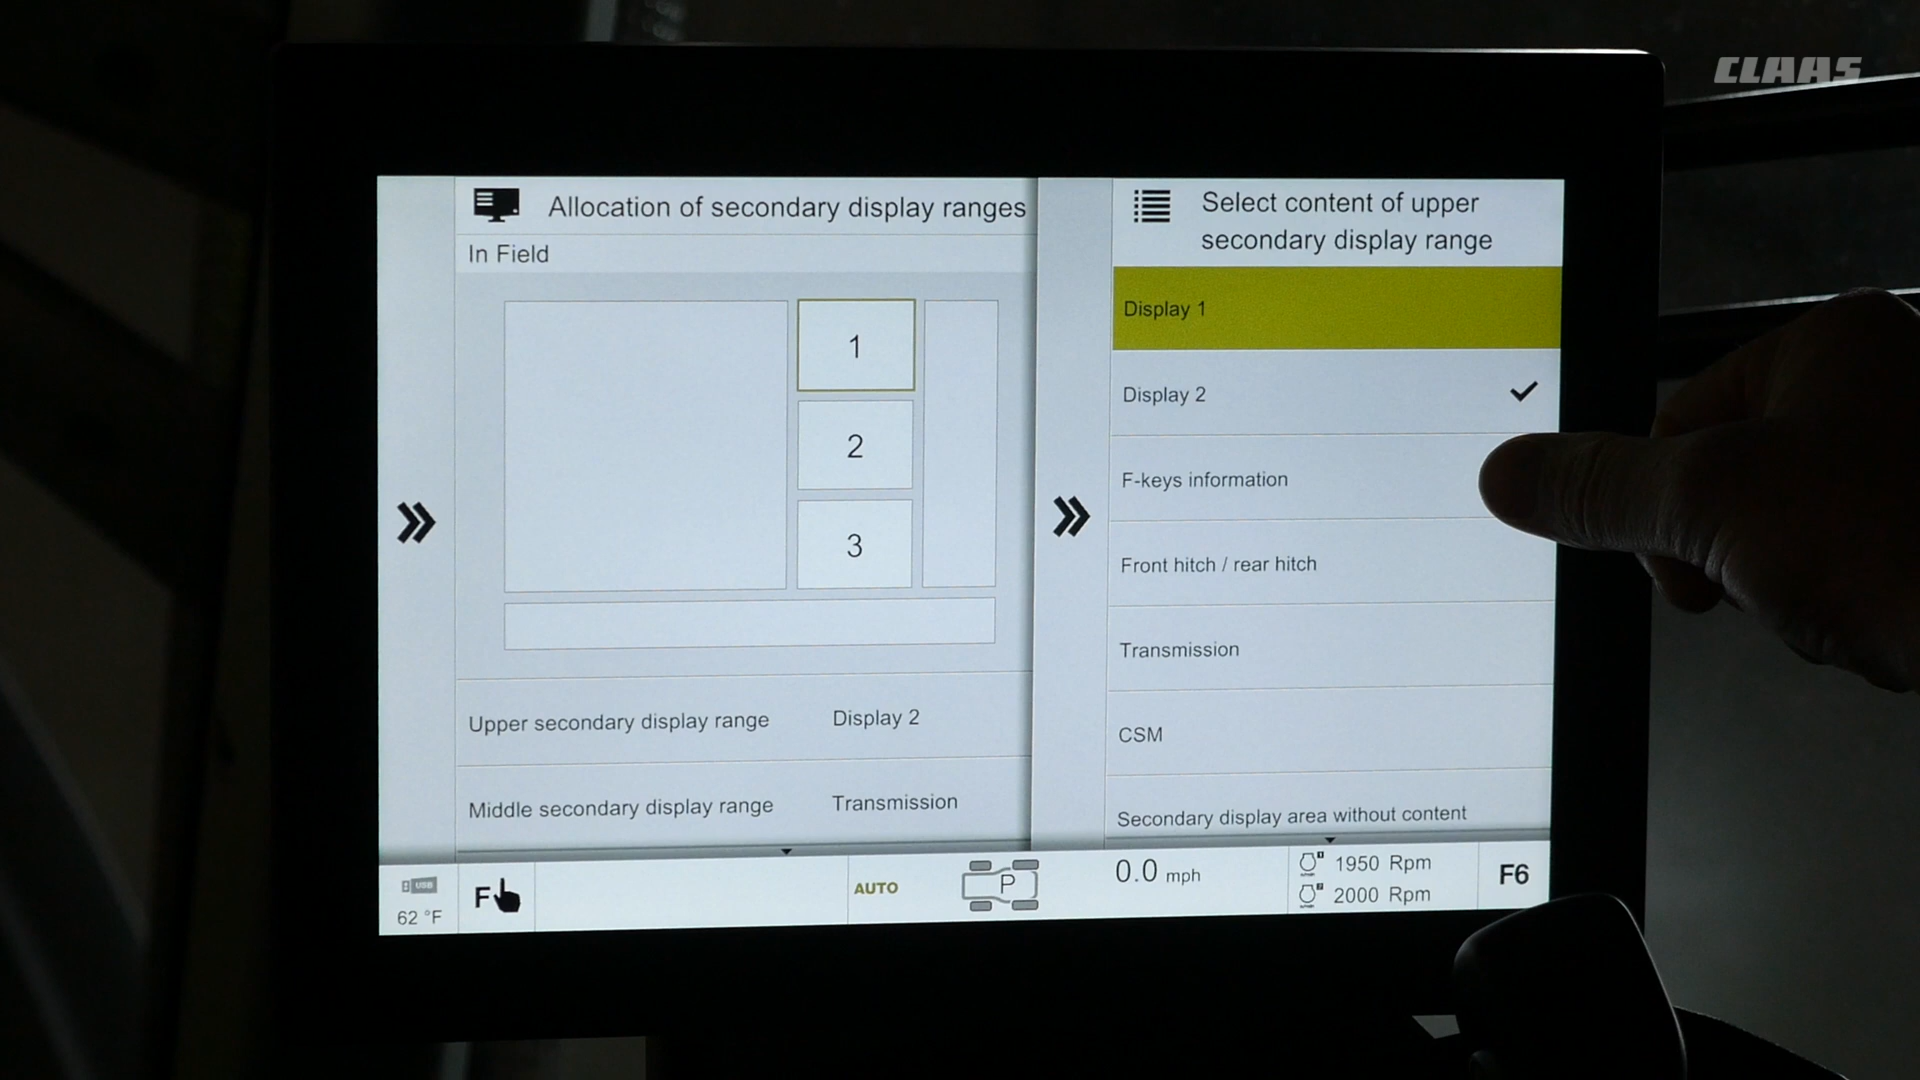 CLAAS
Allocation of secondary display ranges
In Field
1
2
3
Upper secondary display range Display 2
Middle secondary display range Transmission
Select content of upper
secondary display range
Display 1
Display 2
F-keys information
Front hitch / rear hitch
Transmission
CSM
Secondary display area without content
USB
62 °F
F
AUTO
P
0.0 mph
1950 Rpm
2000 Rpm
F6